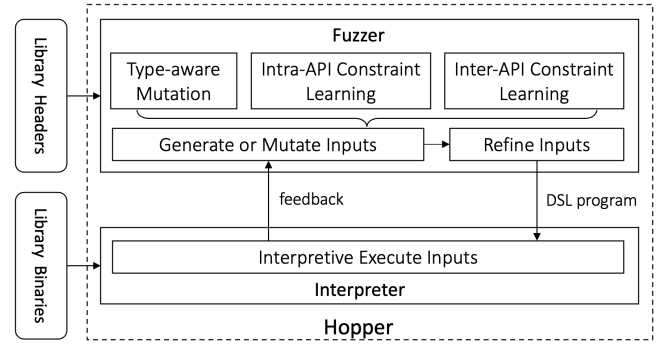 Library Headers
Fuzzer
Type-aware
Mutation
Intra-API Constraint
Learning
Inter-API Constraint
Learning
Generate or Mutate Inputs
Refine Inputs
feedback
DSL program
Library Binaries
Interpretive Execute Inputs
Interpreter
Hopper